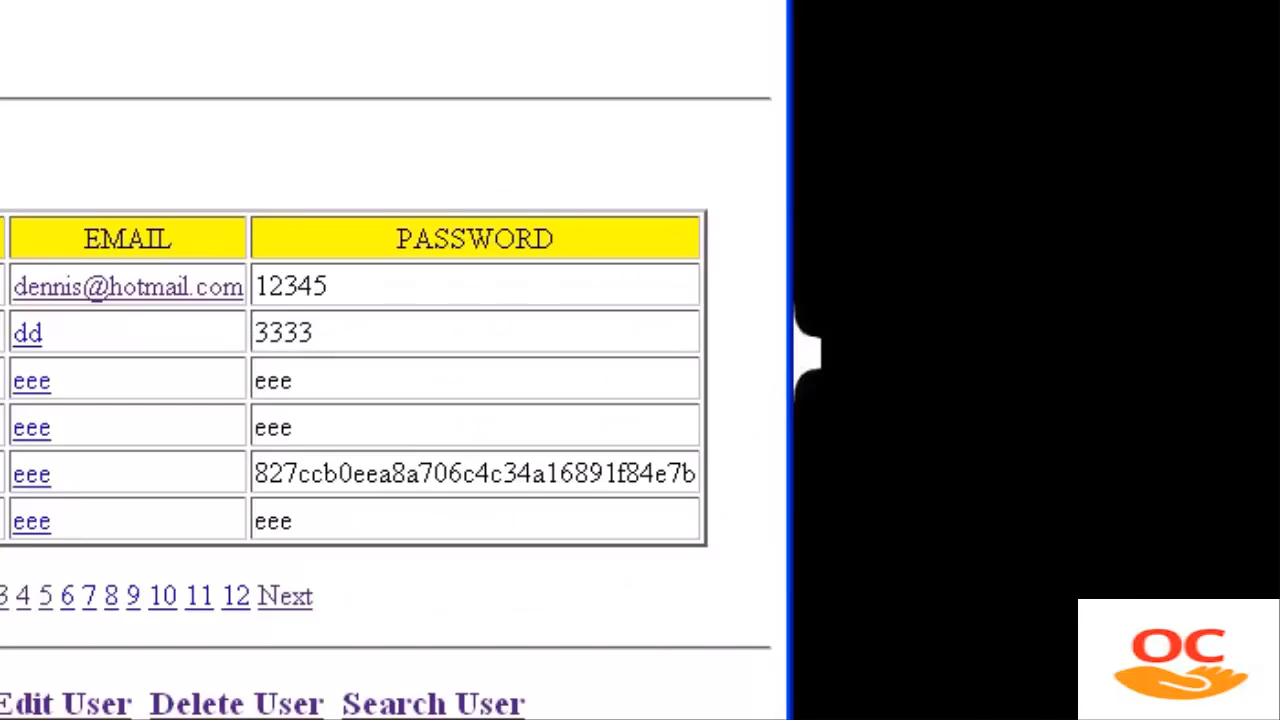 EMAIL PASSWORD
dennis@hotmail.com 12345
dd 3333
eee eee
eee eee
eee 827ccb0eea8a706c4c34a16891f84e7b
eee eee
3 4 5 6 7 8 9 10 11 12 Next
Edit User Delete User Search User
OC